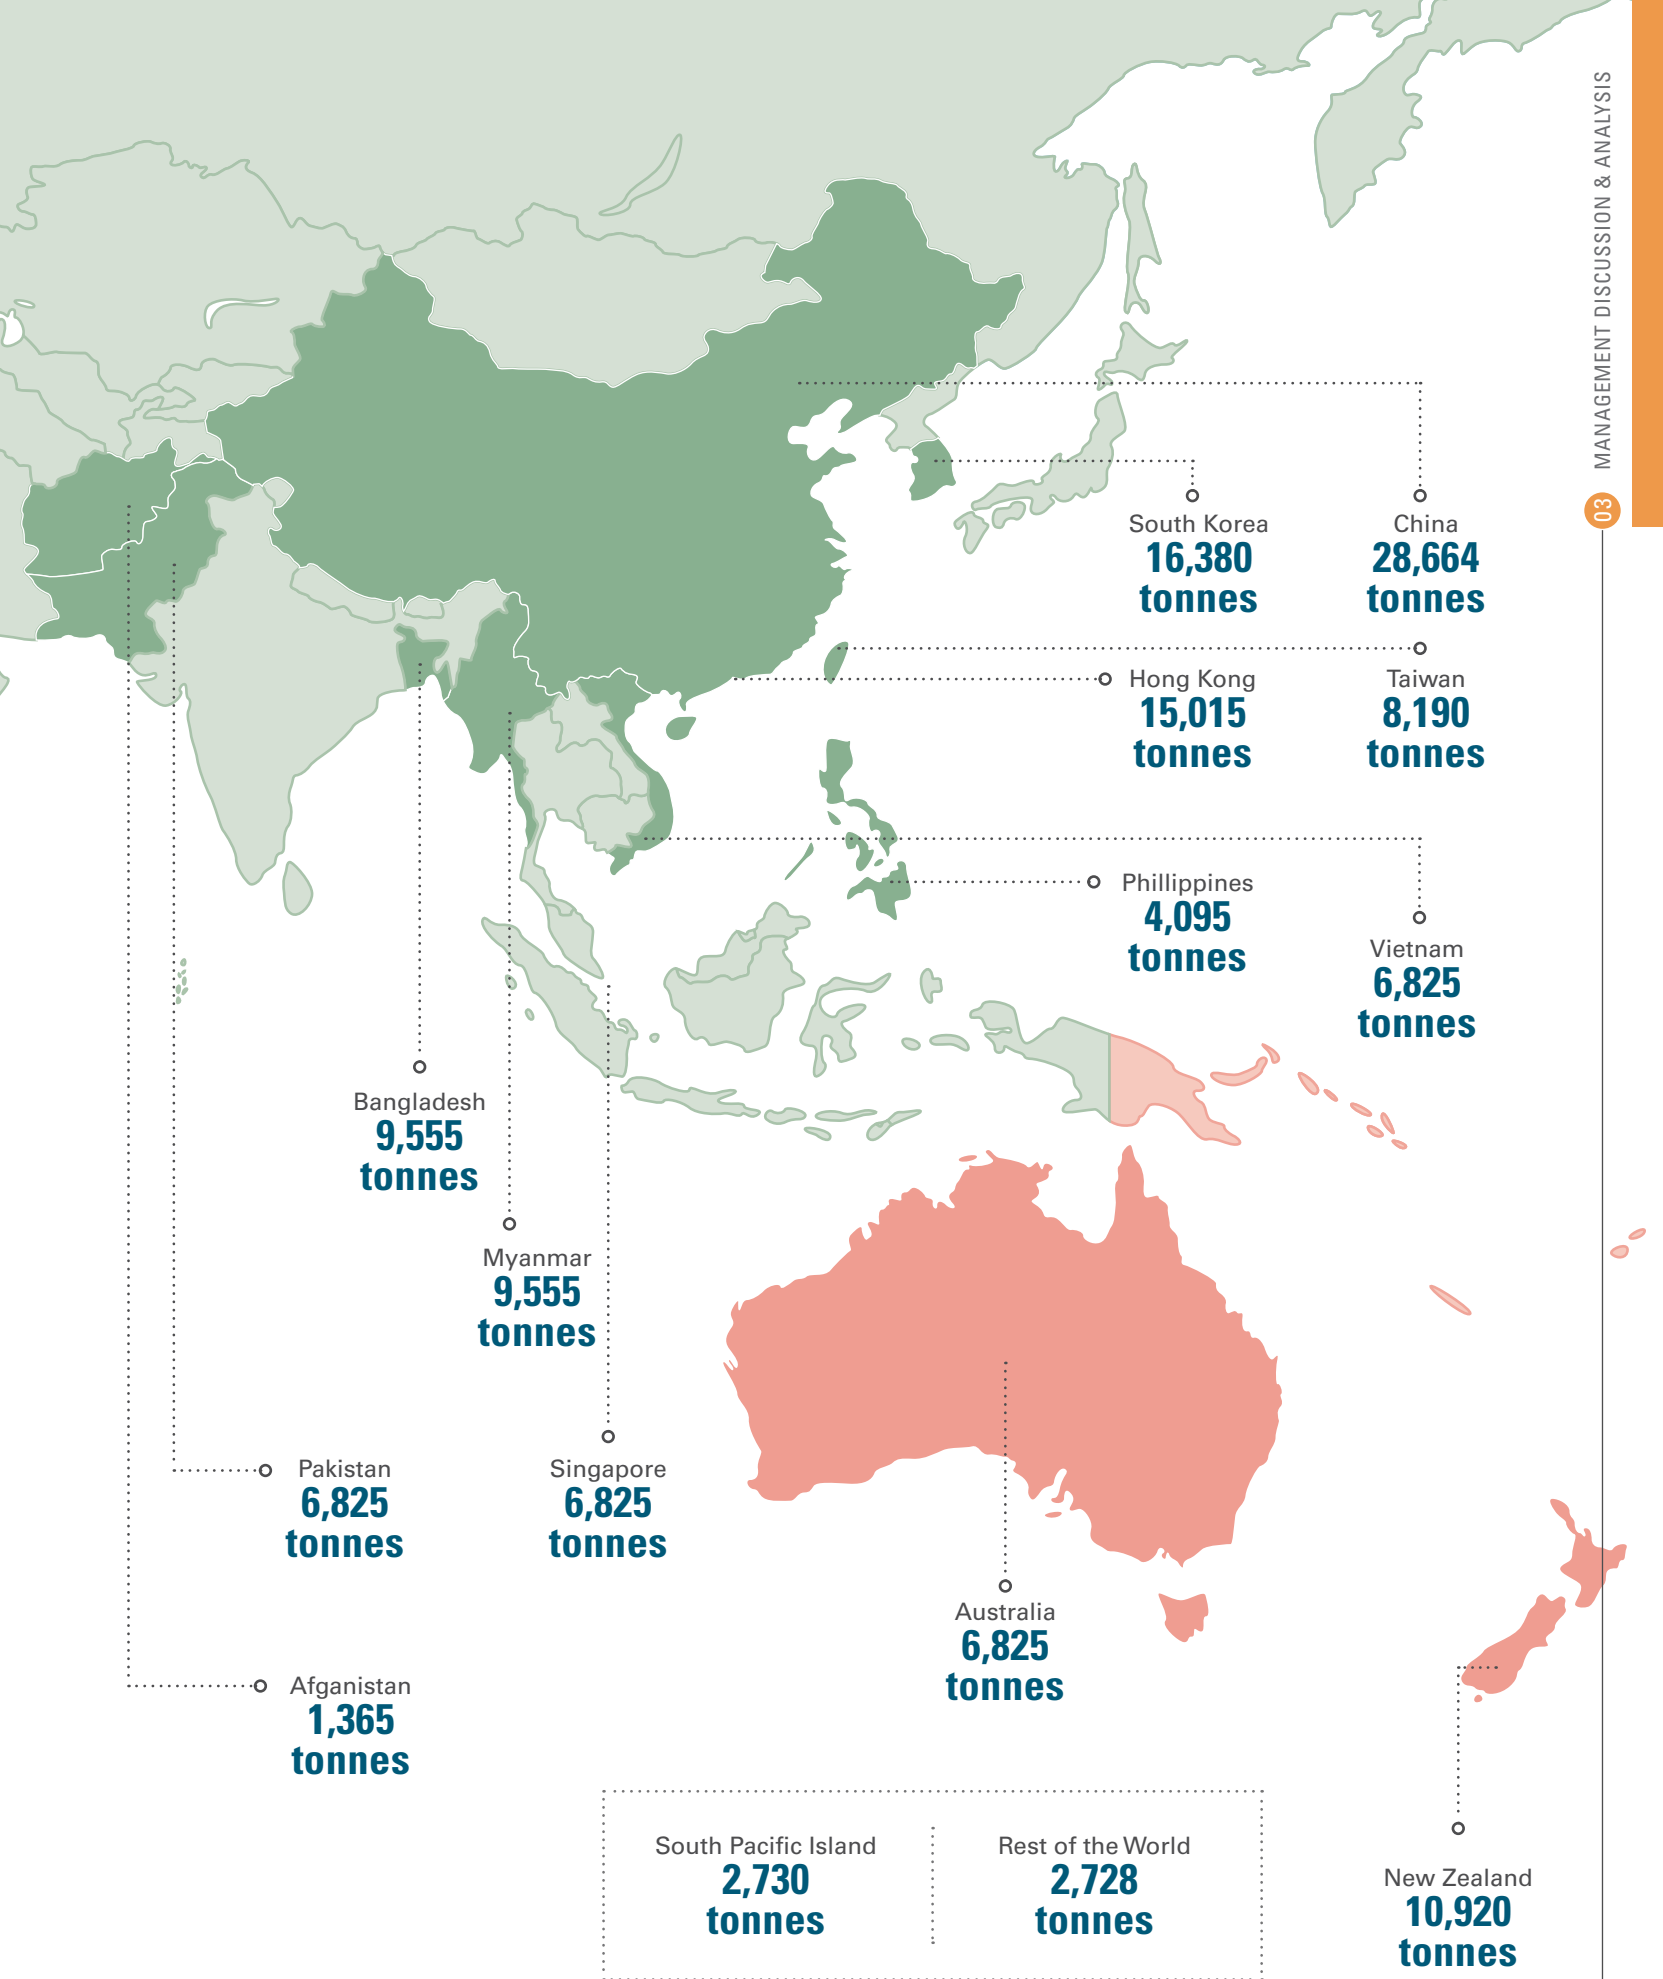 MANAGEMENT DISCUSSION & ANALYSIS
03
South Korea
16,380
tonnes
China
28,664
tonnes
Hong Kong
15,015
tonnes
Taiwan
8,190
tonnes
Phillippines
4,095
tonnes
Vietnam
6,825
tonnes
Bangladesh
9,555
tonnes
Myanmar
9,555
tonnes
Pakistan
6,825
tonnes
Singapore
6,825
tonnes
Australia
6,825
tonnes
Afganistan
1,365
tonnes
South Pacific Island
2,730
tonnes
Rest of the World
2,728
tonnes
New Zealand
10,920
tonnes